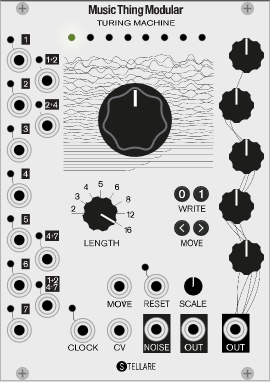 Music Thing Modular
TURING MACHINE
1
1+2
2
2+4
3
4
5
4+7
6
1+2
4+7
7
5
4 6
3 8
2 12
16
LENGTH
0 1
WRITE
< >
MOVE
MOVE RESET SCALE
CLOCK CV NOISE OUT OUT
STELLARE